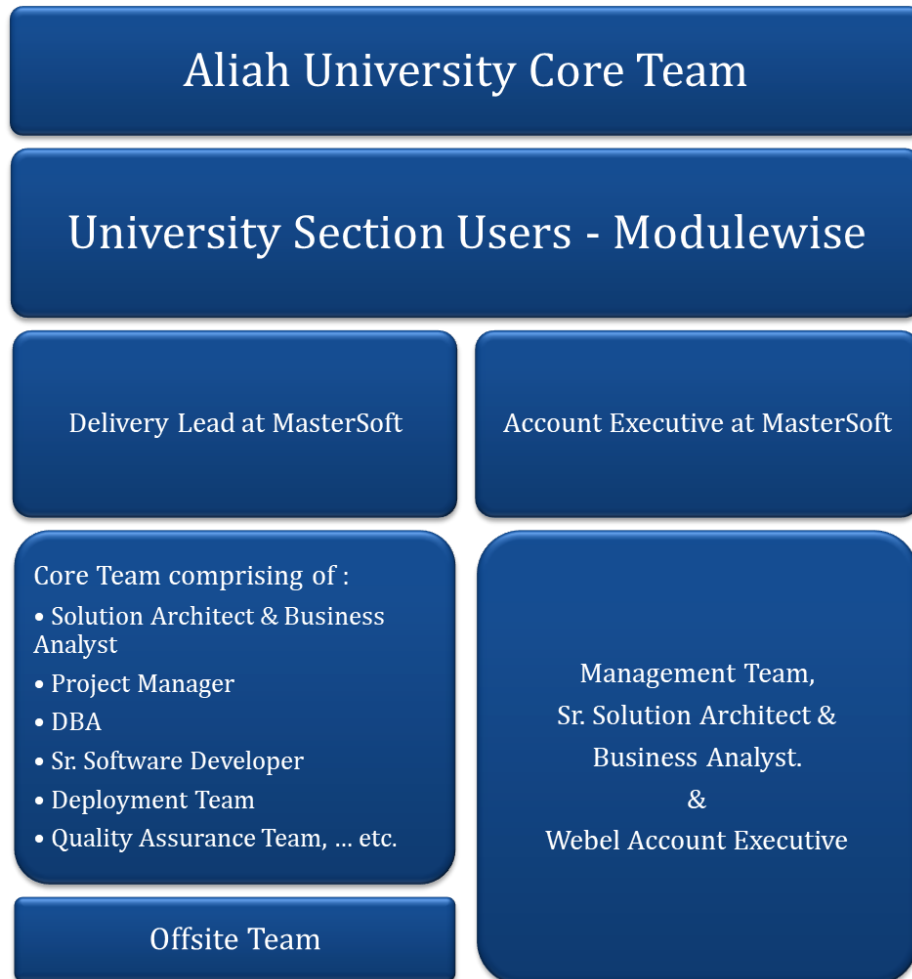 Aliah University Core Team
University Section Users - Modulewise
Delivery Lead at MasterSoft
Account Executive at MasterSoft
Core Team comprising of :
• Solution Architect & Business
Analyst
• Project Manager
• DBA
• Sr. Software Developer
• Deployment Team
• Quality Assurance Team, ... etc.
Management Team,
Sr. Solution Architect &
Business Analyst.
&
Webel Account Executive
Offsite Team